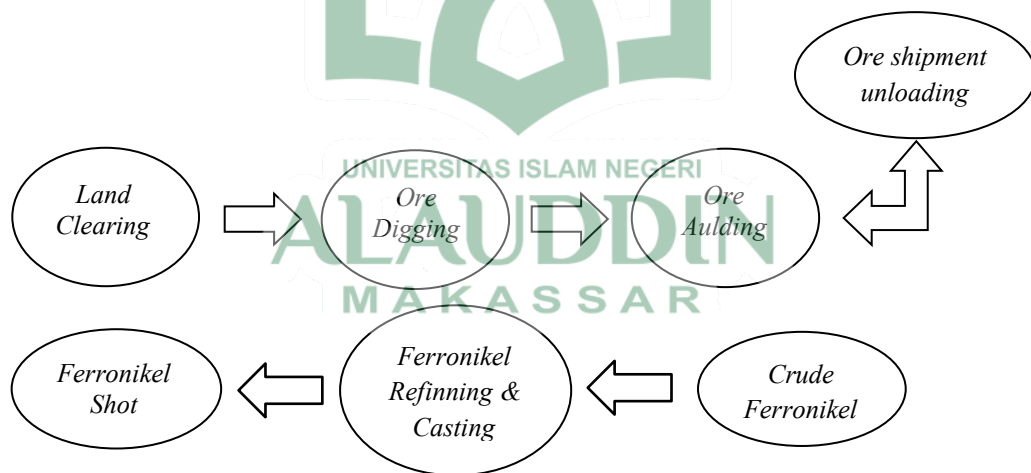 Ore shipment
unloading
UNIVERSITAS ISLAM NEGERI
ALAUDDIN
MAKASSAR
Land
Clearing
Ore
Digging
Ore
Aulding
Ferronikel
Shot
Ferronikel
Refinning &
Casting
Crude
Ferronikel